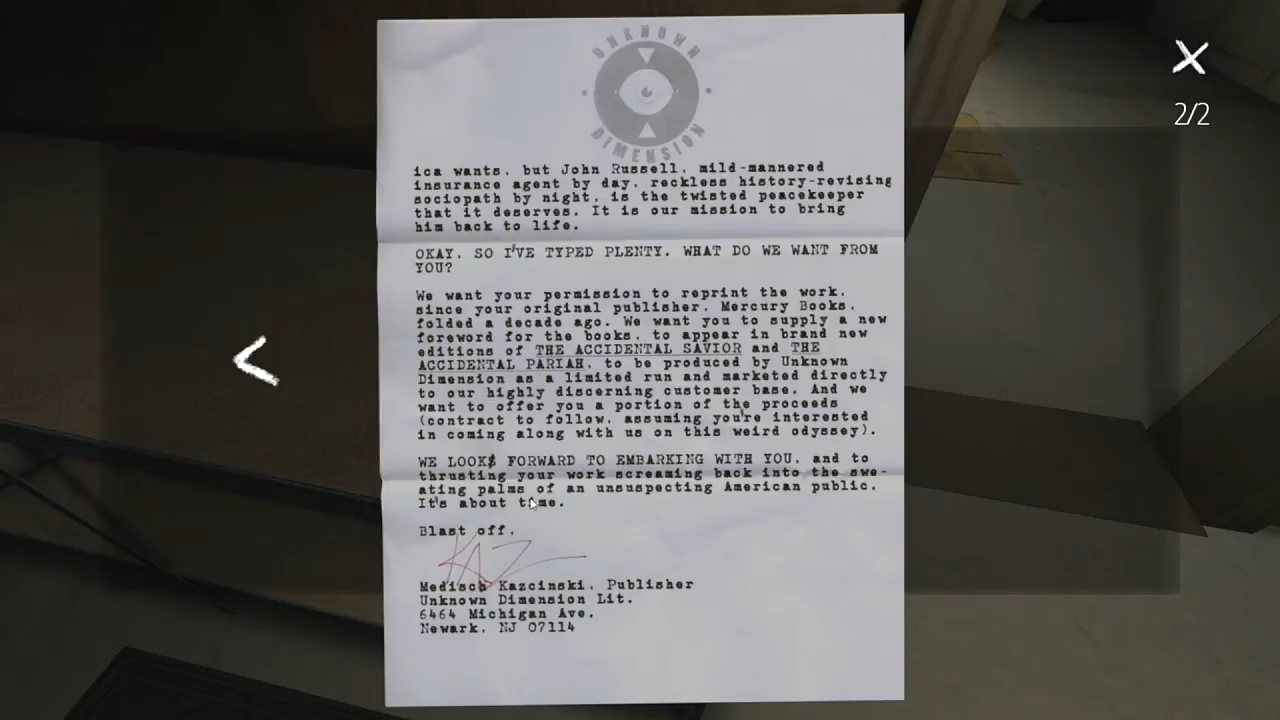 UNKNOWN
DIMENSION
2/2
ica wants, but John Russell, mild-mannered
insurance agent by day, reckless history-revising
sociopath by night, is the twisted peacekeeper
that it deserves. It is our mission to bring
him back to life.
OKAY, SO I'VE TYPED PLENTY. WHAT DO WE WANT FROM
YOU?
We want your permission to reprint the work,
since your original publisher, Mercury Books,
folded a decade ago. We want you to supply a new
foreword for the books, to appear in brand new
editions of THE ACCIDENTAL SAVIOR and THE
ACCIDENTAL PARIAH, to be produced by Unknown
Dimension as a limited run and marketed directly
to our highly discerning customer base. And we
want to offer you a portion of the proceeds
(contract to follow, assuming you're interested
in coming along with us on this weird odyssey).
WE LOOK FORWARD TO EMBARKING WITH YOU, and to
thrusting your work screaming back into the swe-
ating palms of an unsuspecting American public.
It's about time.
Blast off,
KAZ
Medisch Kazcinski, Publisher
Unknown Dimension Lit.
6464 Michigan Ave.
Newark, NJ 07114